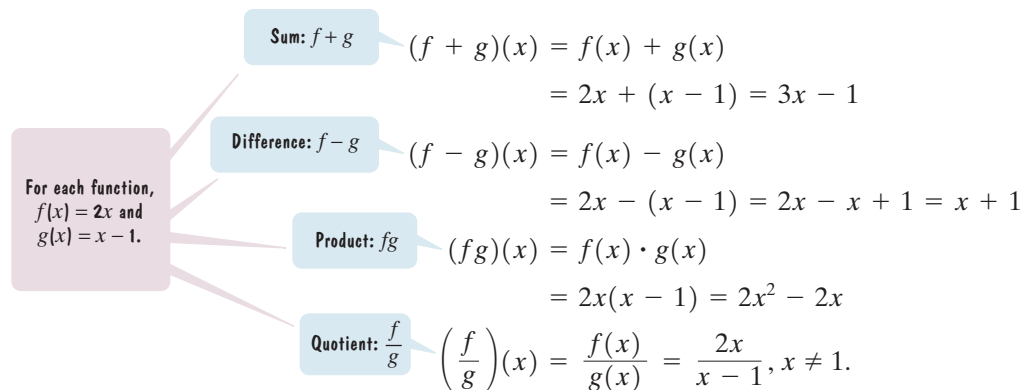 For each function,
f(x) = 2x and
g(x) = x − 1.
Sum: f + g
(f + g)(x) = f(x) + g(x)
= 2x + (x − 1) = 3x − 1
Difference: f − g
(f − g)(x) = f(x) − g(x)
= 2x − (x − 1) = 2x − x + 1 = x + 1
Product: fg
(fg)(x) = f(x) · g(x)
= 2x(x − 1) = 2x² − 2x
Quotient: f/g
(f/g)(x) = f(x)/g(x) = 2x/(x − 1), x ≠ 1.